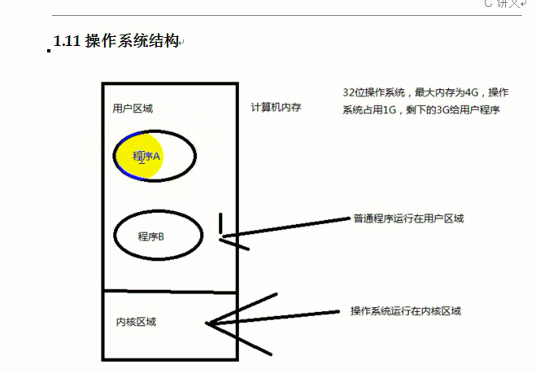 C 讲义
1.11 操作系统结构
用户区域
计算机内存
32位操作系统，最大内存为4G，操作
系统占用1G，剩下的3G给用户程序
程序A
程序B
普通程序运行在用户区域
内核区域
操作系统运行在内核区域